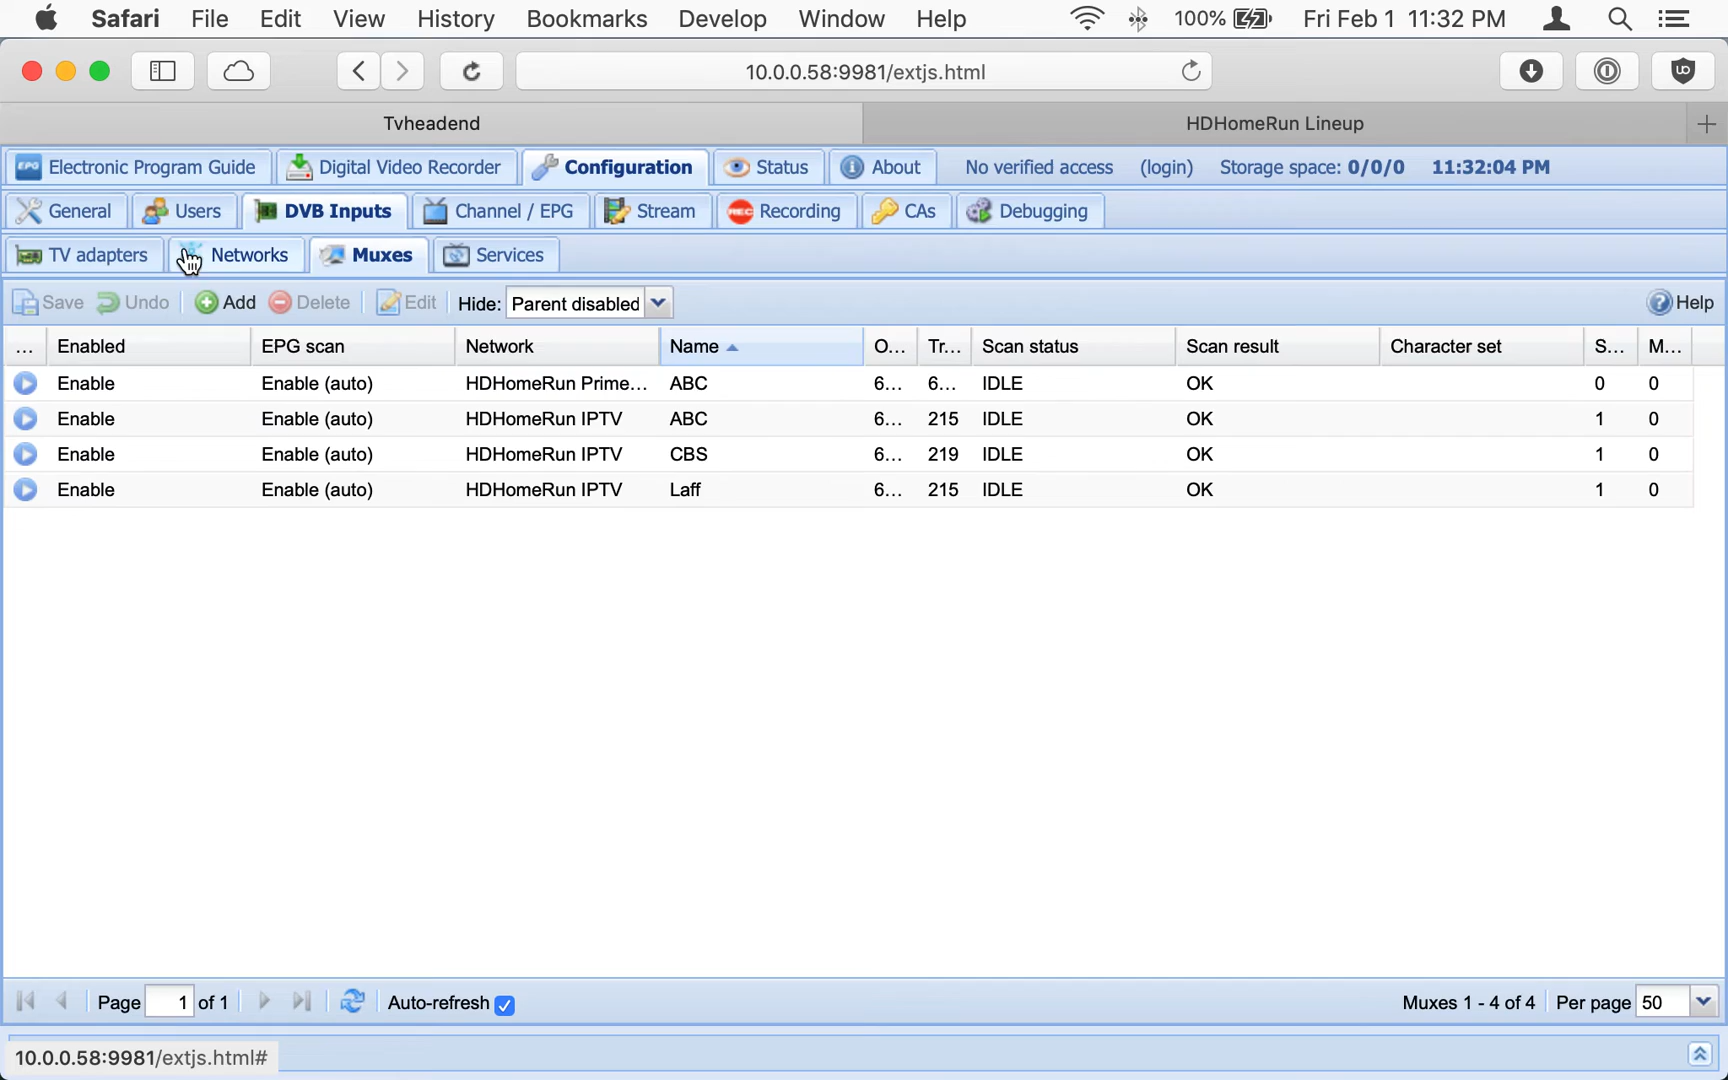 Safari File Edit View History Bookmarks Develop Window Help 100% Fri Feb 1 11:32 PM
10.0.0.58:9981/extjs.html
Tvheadend HDHomeRun Lineup
EPG Electronic Program Guide Digital Video Recorder Configuration Status About No verified access (login) Storage space: 0/0/0 11:32:04 PM
General Users DVB Inputs Channel / EPG Stream REC Recording CAs Debugging
TV adapters Networks Muxes Services
Save Undo Add Delete Edit Hide: Parent disabled Help
... Enabled EPG scan Network Name O... Tr... Scan status Scan result Character set S... M...
Enable Enable (auto) HDHomeRun Prime... ABC 6... 6... IDLE OK 0 0
Enable Enable (auto) HDHomeRun IPTV ABC 6... 215 IDLE OK 1 0
Enable Enable (auto) HDHomeRun IPTV CBS 6... 219 IDLE OK 1 0
Enable Enable (auto) HDHomeRun IPTV Laff 6... 215 IDLE OK 1 0
Page 1 of 1 Auto-refresh Muxes 1 - 4 of 4 Per page 50
10.0.0.58:9981/extjs.html#